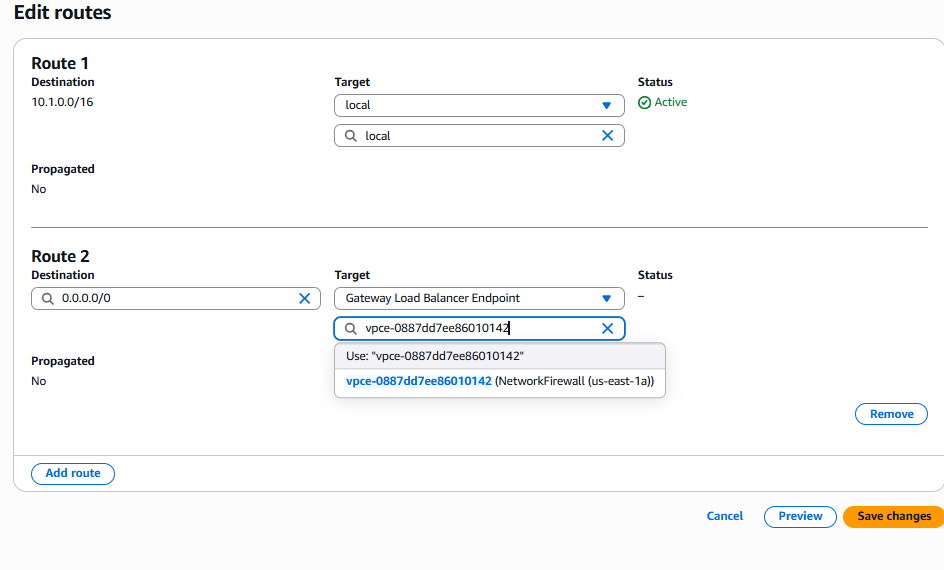 Edit routes
Route 1
Destination
Target
Status
10.1.0.0/16
local
Active
local
Propagated
No
Route 2
Destination
Target
Status
0.0.0.0/0
Gateway Load Balancer Endpoint
–
vpce-0887dd7ee86010142
Use: "vpce-0887dd7ee86010142"
Propagated
No
vpce-0887dd7ee86010142 (NetworkFirewall (us-east-1a))
Remove
Add route
Cancel
Preview
Save changes